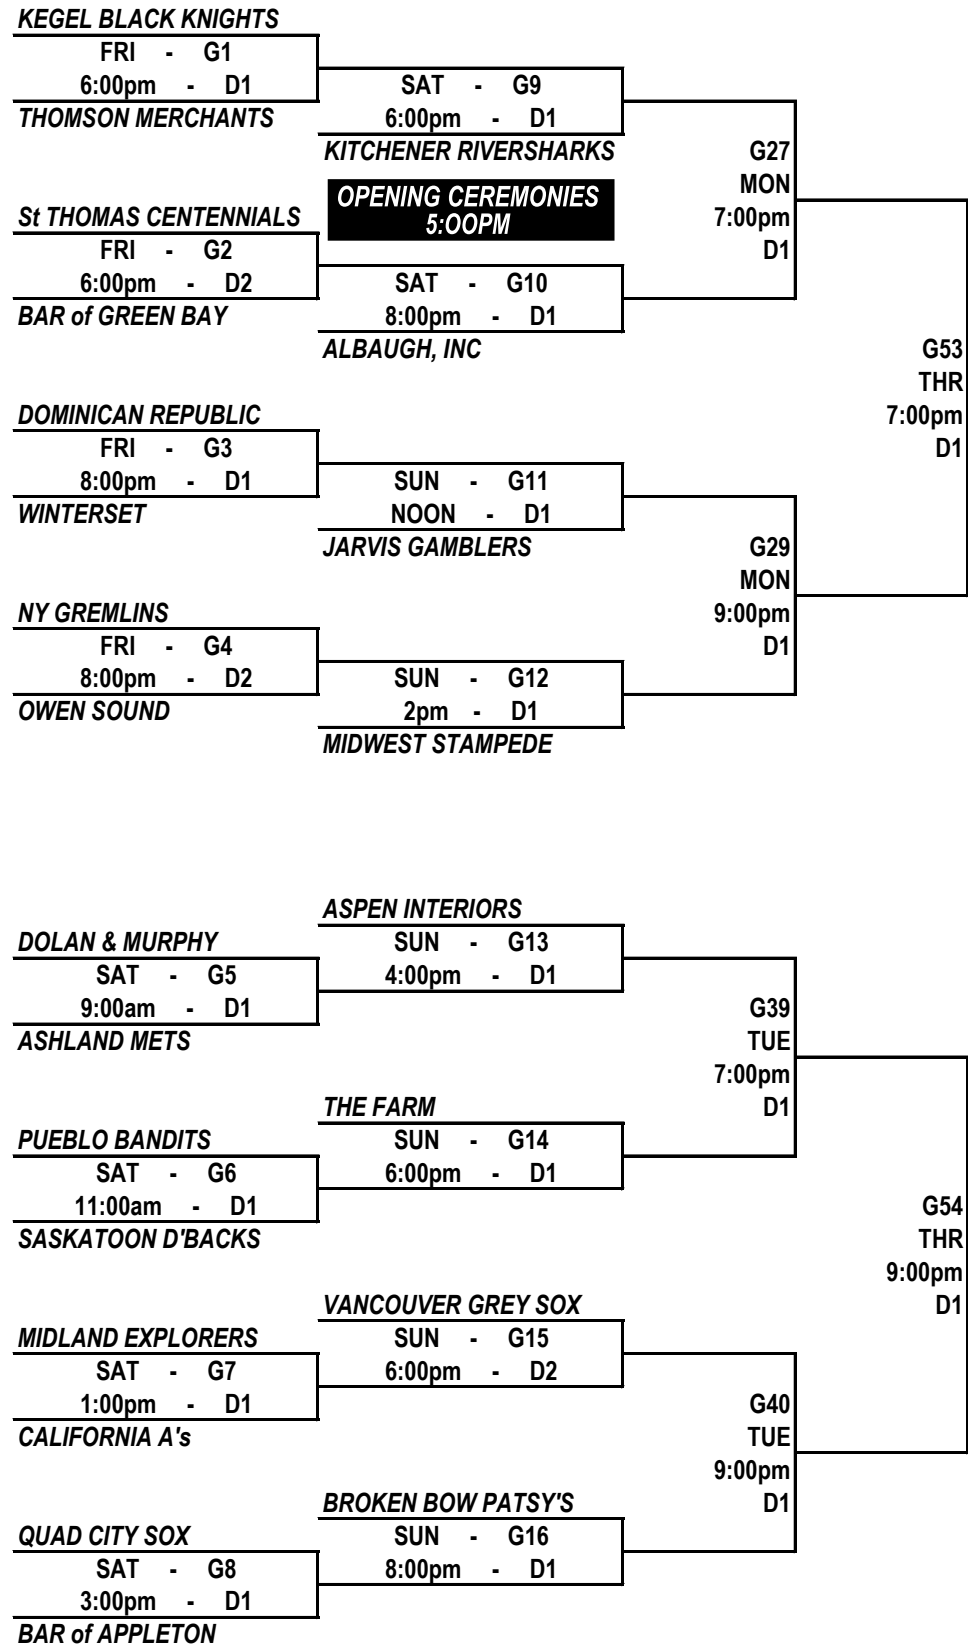 KEGEL BLACK KNIGHTS
FRI - G1
6:00pm - D1
THOMSON MERCHANTS
SAT - G9
6:00pm - D1
KITCHENER RIVERSHARKS
OPENING CEREMONIES
5:OOPM
St THOMAS CENTENNIALS
FRI - G2
6:00pm - D2
BAR of GREEN BAY
SAT - G10
8:00pm - D1
ALBAUGH, INC
G27
MON
7:00pm
D1
DOMINICAN REPUBLIC
FRI - G3
8:00pm - D1
WINTERSET
SUN - G11
NOON - D1
JARVIS GAMBLERS
NY GREMLINS
FRI - G4
8:00pm - D2
OWEN SOUND
SUN - G12
2pm - D1
MIDWEST STAMPEDE
G29
MON
9:00pm
D1
G53
THR
7:00pm
D1
ASPEN INTERIORS
DOLAN & MURPHY
SAT - G5
9:00am - D1
ASHLAND METS
SUN - G13
4:00pm - D1
THE FARM
PUEBLO BANDITS
SAT - G6
11:00am - D1
SASKATOON D'BACKS
SUN - G14
6:00pm - D1
G39
TUE
7:00pm
D1
VANCOUVER GREY SOX
MIDLAND EXPLORERS
SAT - G7
1:00pm - D1
CALIFORNIA A's
SUN - G15
6:00pm - D2
BROKEN BOW PATSY'S
QUAD CITY SOX
SAT - G8
3:00pm - D1
BAR of APPLETON
SUN - G16
8:00pm - D1
G40
TUE
9:00pm
D1
G54
THR
9:00pm
D1